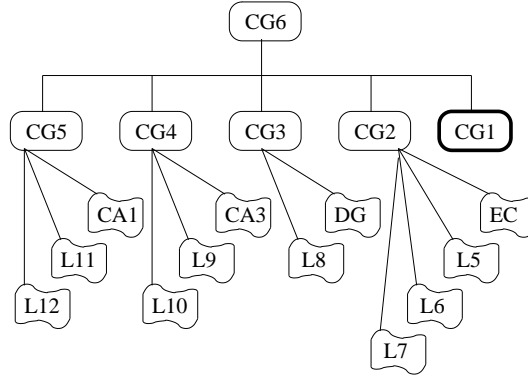 CG6
CG5 CG4 CG3 CG2 CG1
CA1 CA3 DG EC
L11 L9 L8 L5
L12 L10 L6
L7